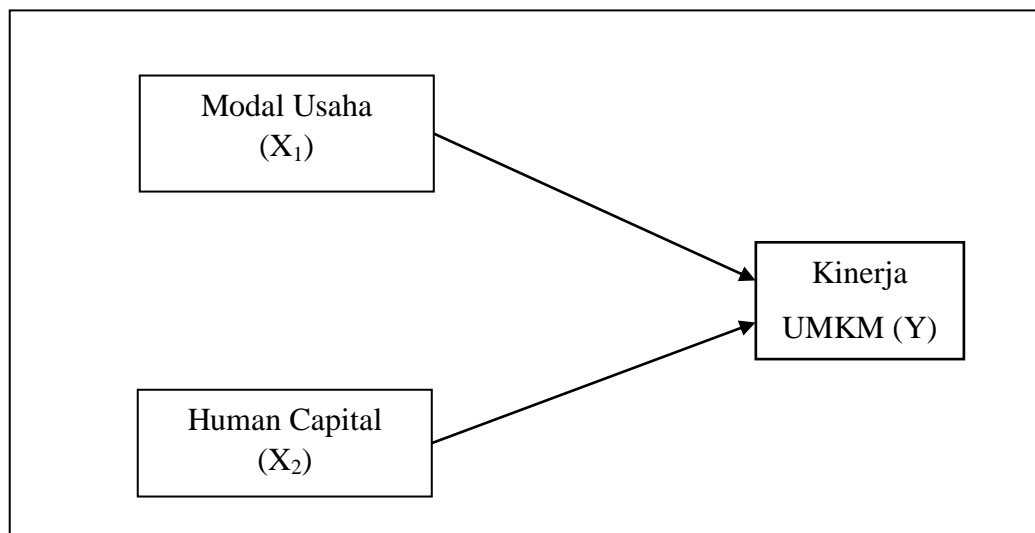 Modal Usaha
(X₁)
Kinerja
UMKM (Y)
Human Capital
(X₂)